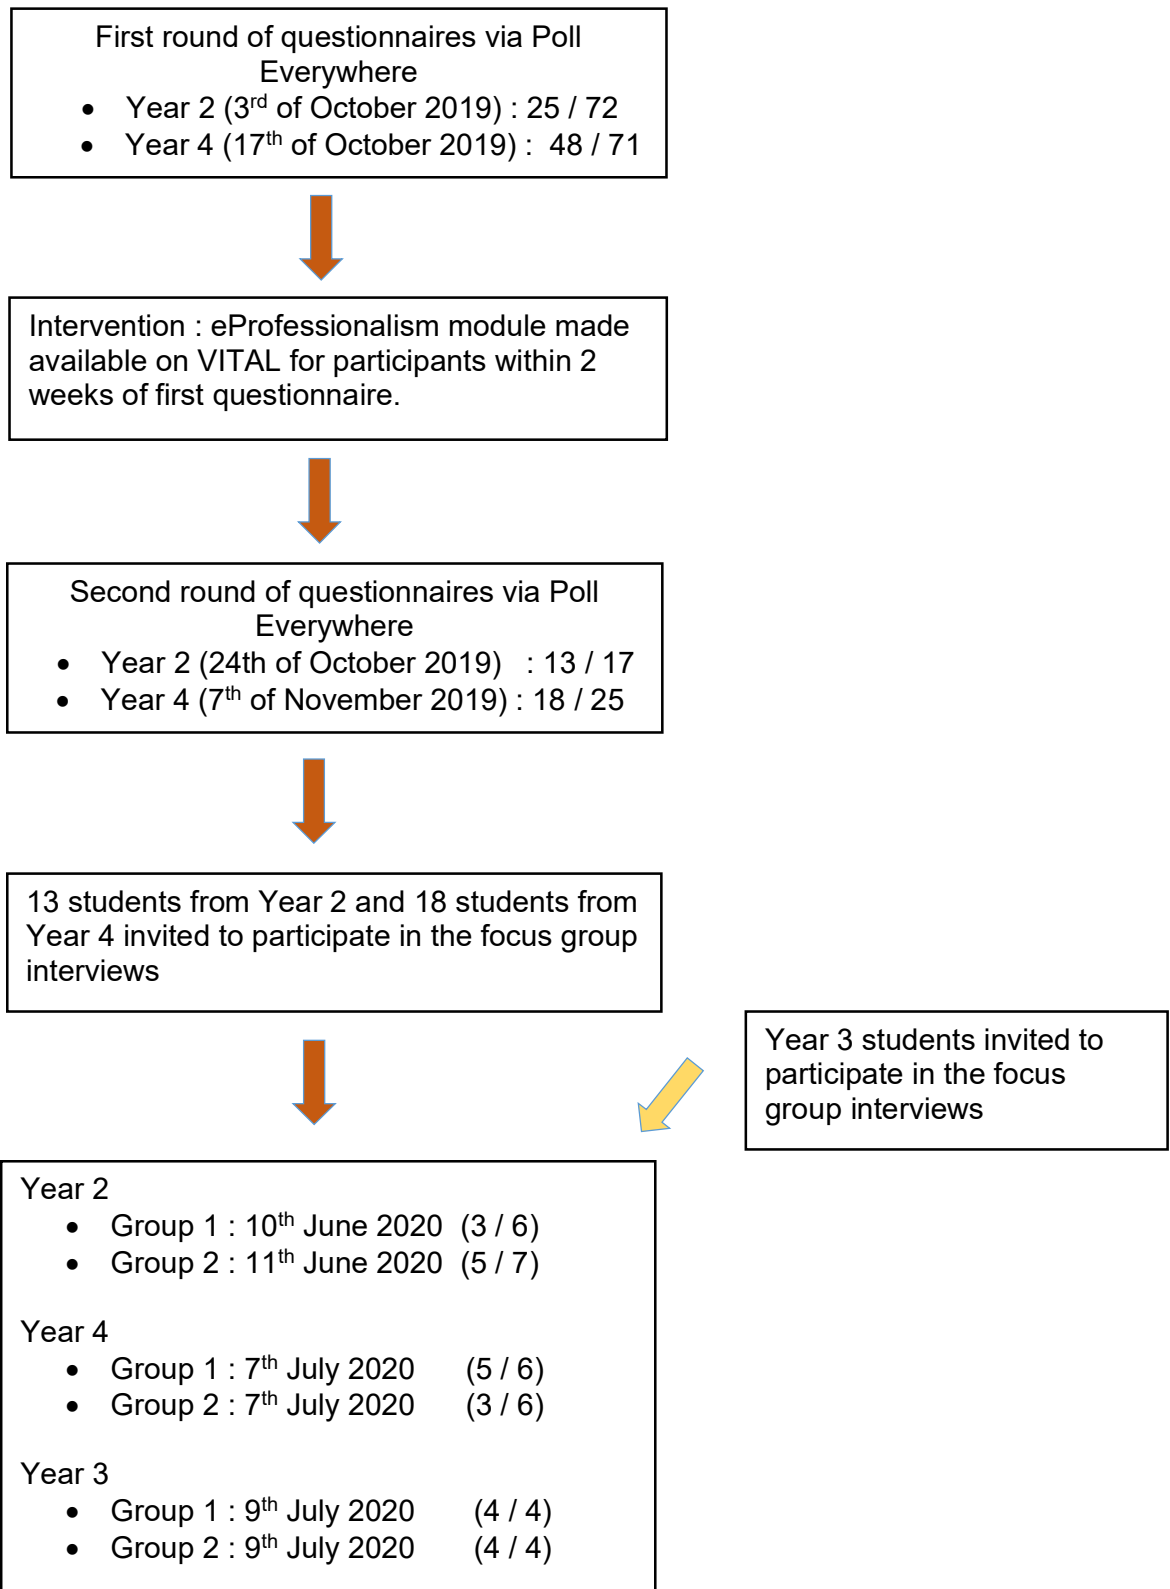 First round of questionnaires via Poll
Everywhere
• Year 2 (3rd of October 2019) : 25 / 72
• Year 4 (17th of October 2019) : 48 / 71
Intervention : eProfessionalism module made
available on VITAL for participants within 2
weeks of first questionnaire.
Second round of questionnaires via Poll
Everywhere
• Year 2 (24th of October 2019) : 13 / 17
• Year 4 (7th of November 2019) : 18 / 25
13 students from Year 2 and 18 students from
Year 4 invited to participate in the focus group
interviews
Year 3 students invited to
participate in the focus
group interviews
Year 2
• Group 1 : 10th June 2020 (3 / 6)
• Group 2 : 11th June 2020 (5 / 7)
Year 4
• Group 1 : 7th July 2020 (5 / 6)
• Group 2 : 7th July 2020 (3 / 6)
Year 3
• Group 1 : 9th July 2020 (4 / 4)
• Group 2 : 9th July 2020 (4 / 4)